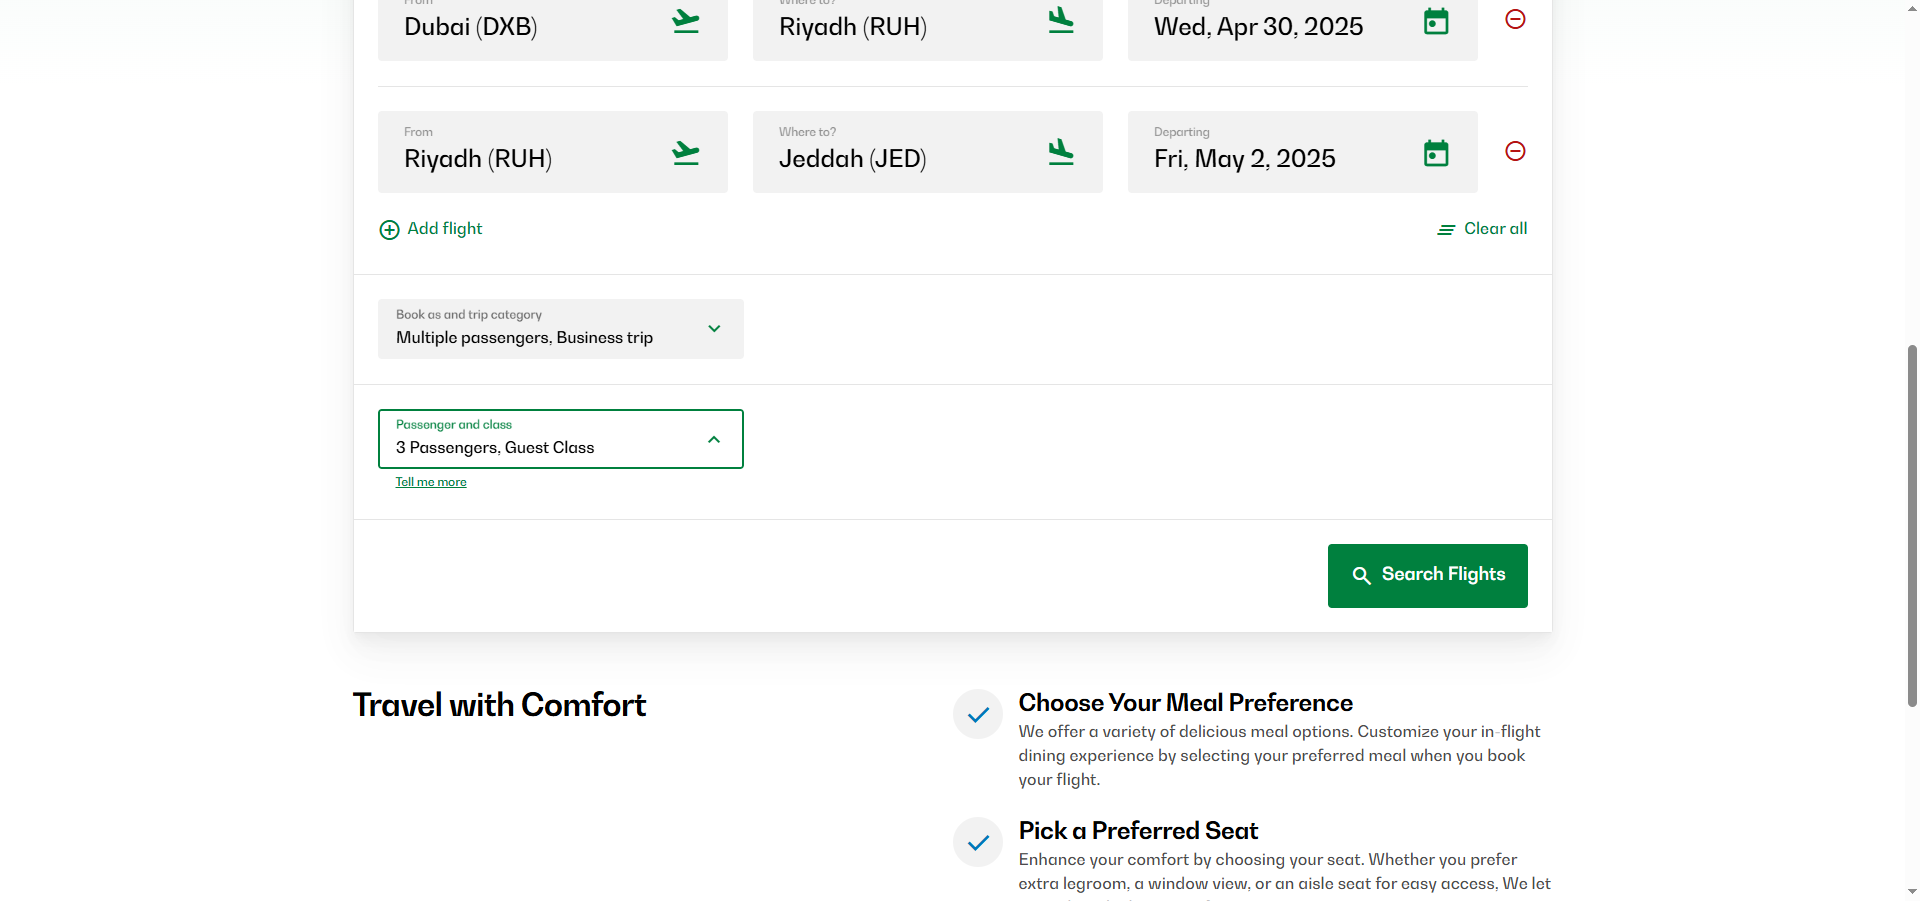 From
Where to?
Departing
Dubai (DXB)
Riyadh (RUH)
Wed, Apr 30, 2025
From
Where to?
Departing
Riyadh (RUH)
Jeddah (JED)
Fri, May 2, 2025
Add flight
Clear all
Book as and trip category
Multiple passengers, Business trip
Passenger and class
3 Passengers, Guest Class
Tell me more
Search Flights
Travel with Comfort
Choose Your Meal Preference
We offer a variety of delicious meal options. Customize your in-flight
dining experience by selecting your preferred meal when you book
your flight.
Pick a Preferred Seat
Enhance your comfort by choosing your seat. Whether you prefer
extra legroom, a window view, or an aisle seat for easy access, We let